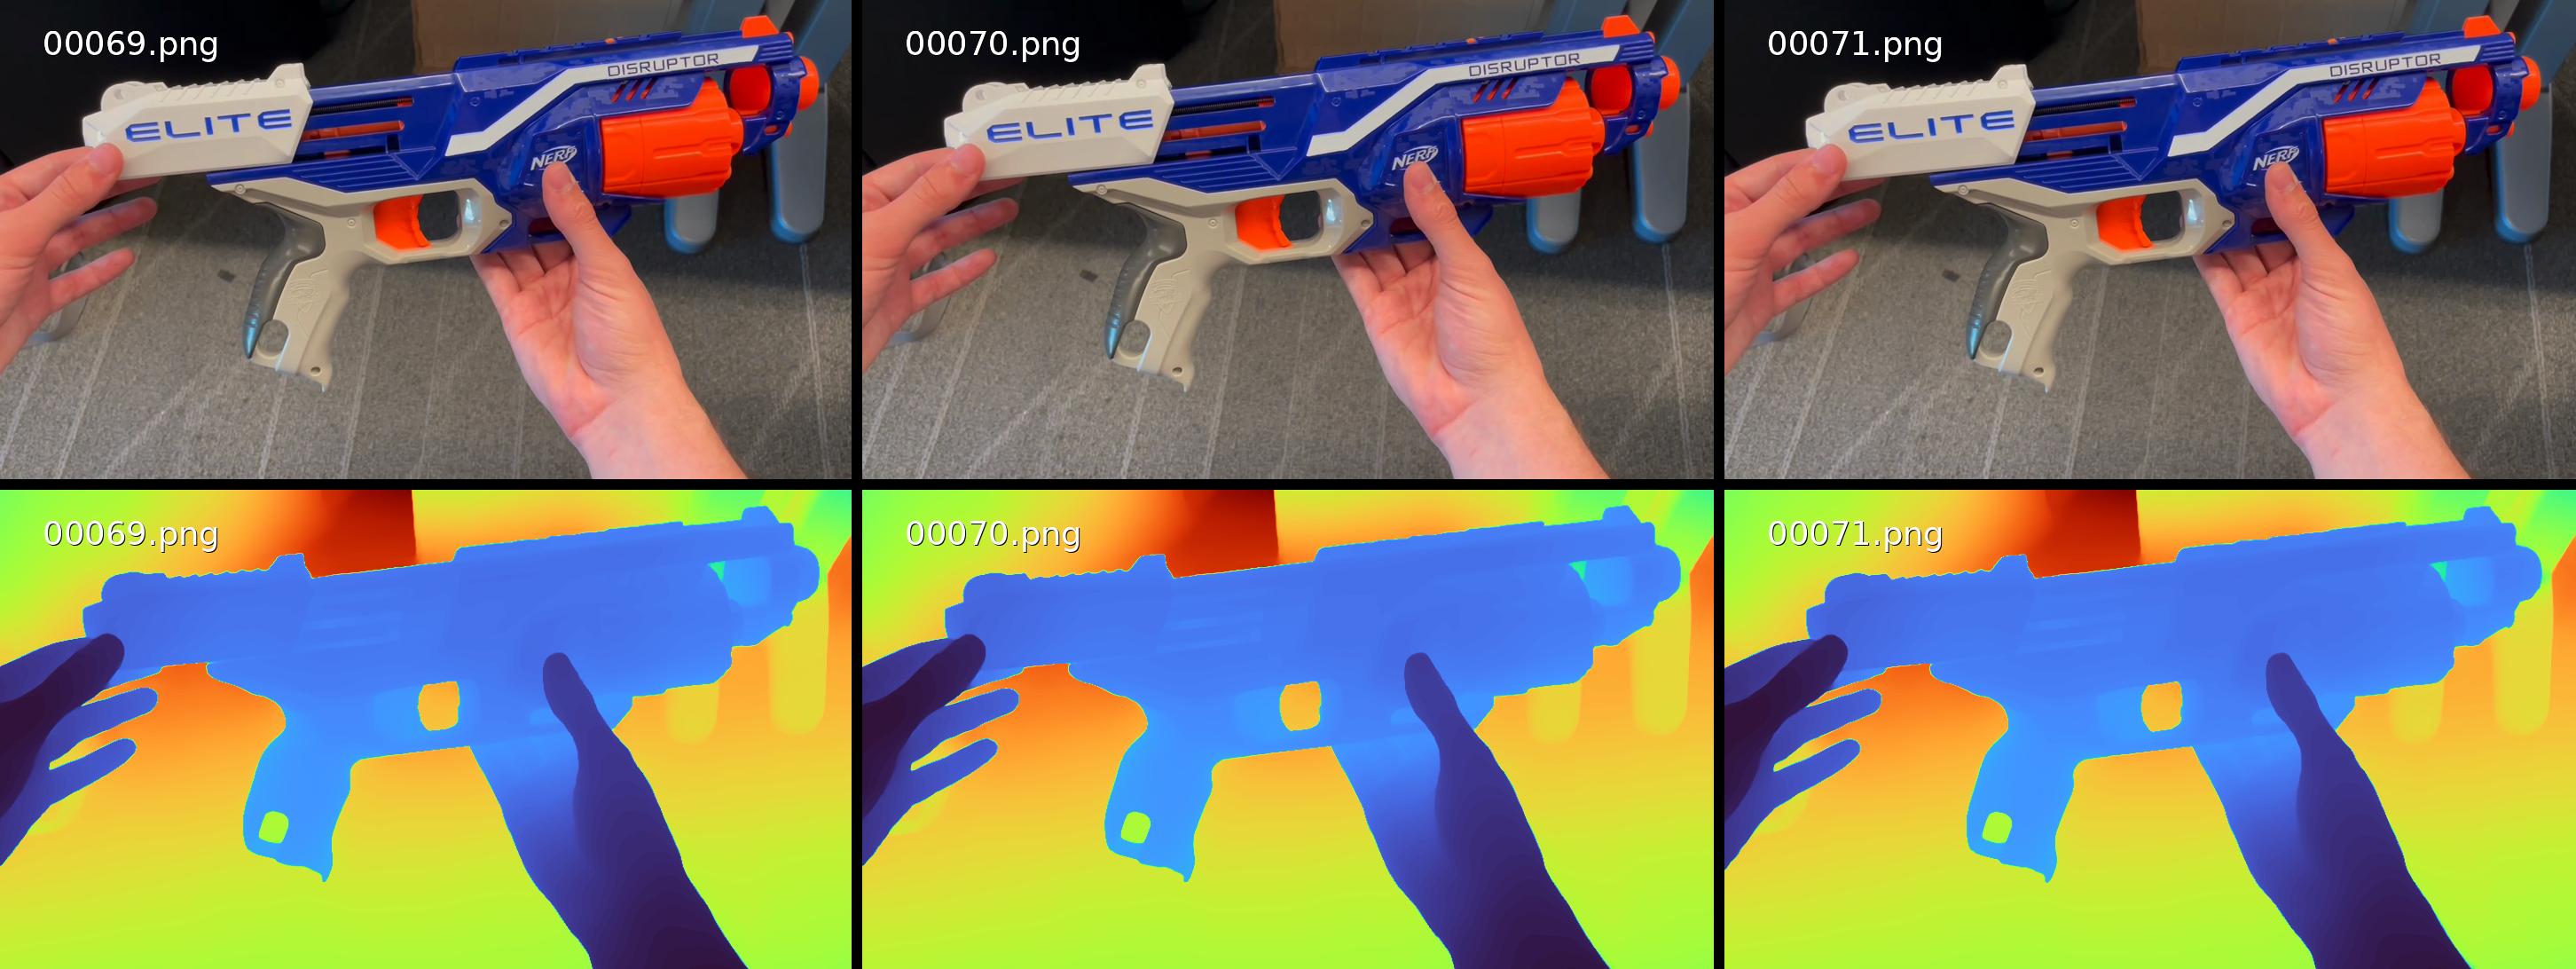 00069.png
00070.png
00071.png
DISRUPTOR
DISRUPTOR
DISRUPTOR
ELITE
ELITE
ELITE
NERF
NERF
NERF
00069.png
00070.png
00071.png